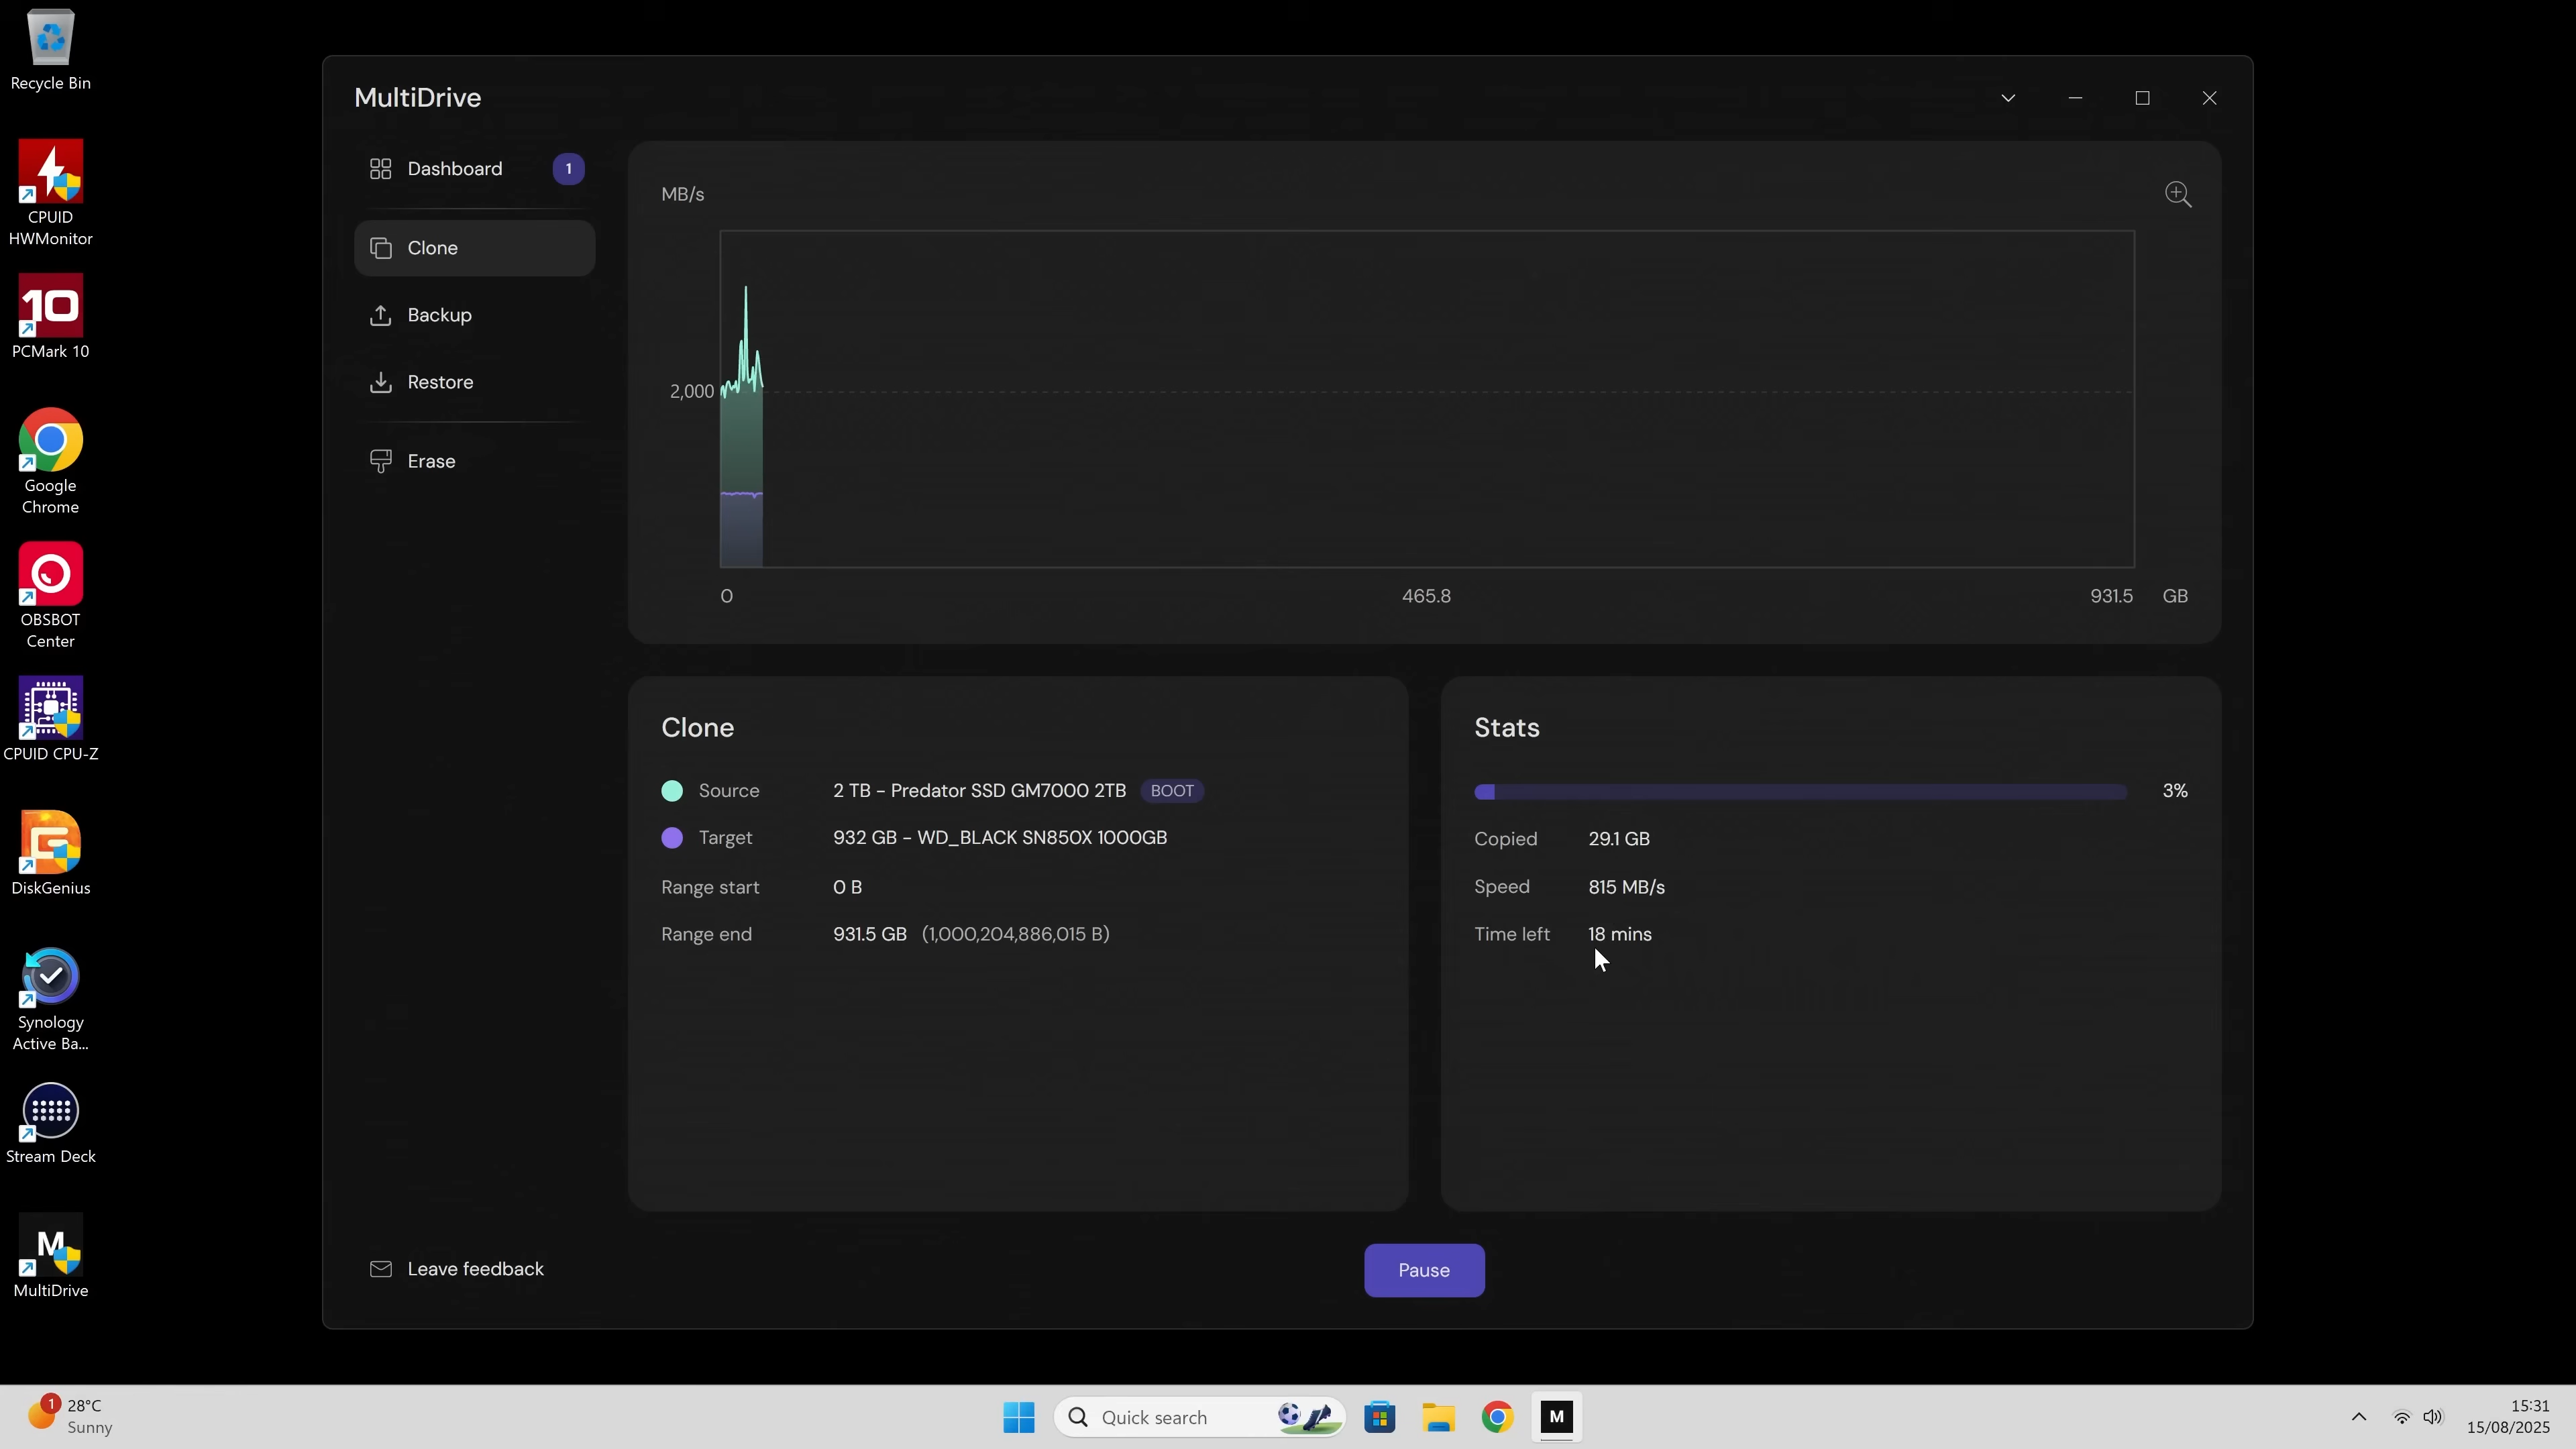 Recycle Bin
CPUID
HWMonitor
10
PCMark 10
Google
Chrome
OBSBOT
Center
CPUID CPU-Z
DiskGenius
Synology
Active Ba...
Stream Deck
M
MultiDrive
MultiDrive
Dashboard 1
Clone
Backup
Restore
Erase
Leave feedback
MB/s
2,000
0 465.8 931.5 GB
Clone
Source 2 TB - Predator SSD GM7000 2TB BOOT
Target 932 GB - WD_BLACK SN850X 1000GB
Range start 0 B
Range end 931.5 GB (1,000,204,886,015 B)
Stats
3%
Copied 29.1 GB
Speed 815 MB/s
Time left 18 mins
Pause
1 28°C
Sunny
Quick search
M
15:31
15/08/2025